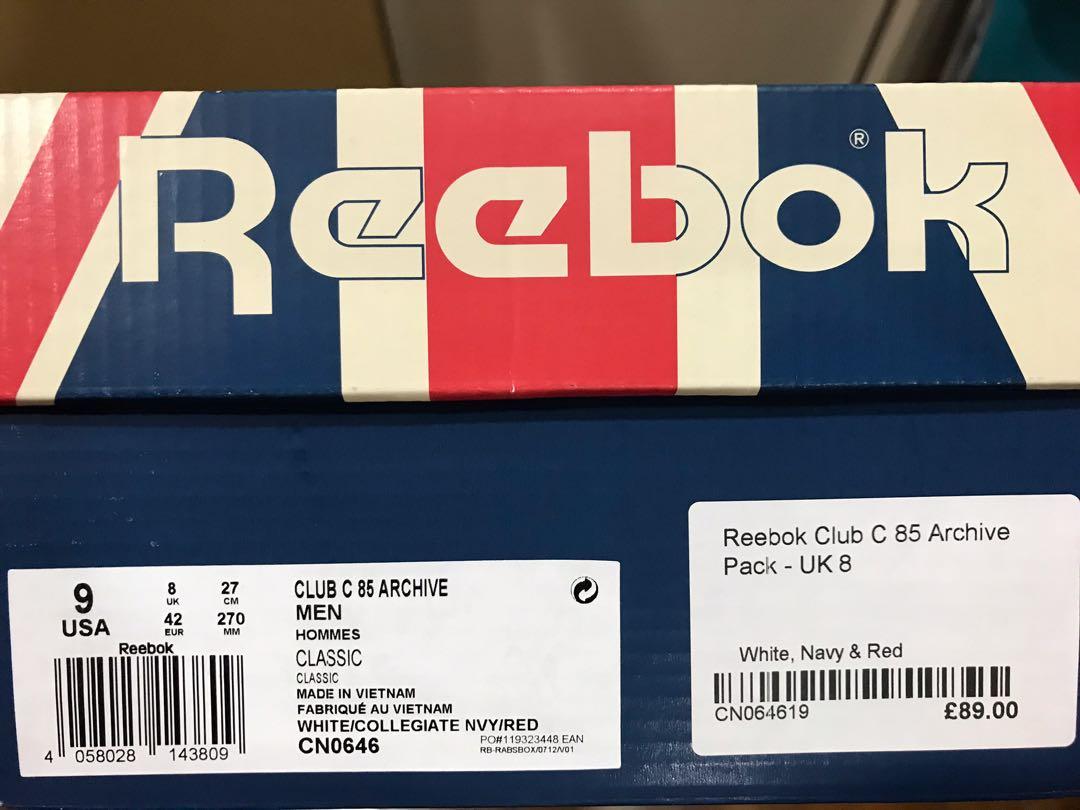 Reebok®
9
USA
8
UK
42
EUR
27
CM
270
MM
Reebok
4 058028 143809
CLUB C 85 ARCHIVE
MEN
HOMMES
CLASSIC
CLASSIC
MADE IN VIETNAM
FABRIQUÉ AU VIETNAM
WHITE/COLLEGIATE NVY/RED
CN0646
PO#119323448 EAN
RB-RABSBOX/0712/V01
Reebok Club C 85 Archive
Pack - UK 8
White, Navy & Red
CN064619
£89.00